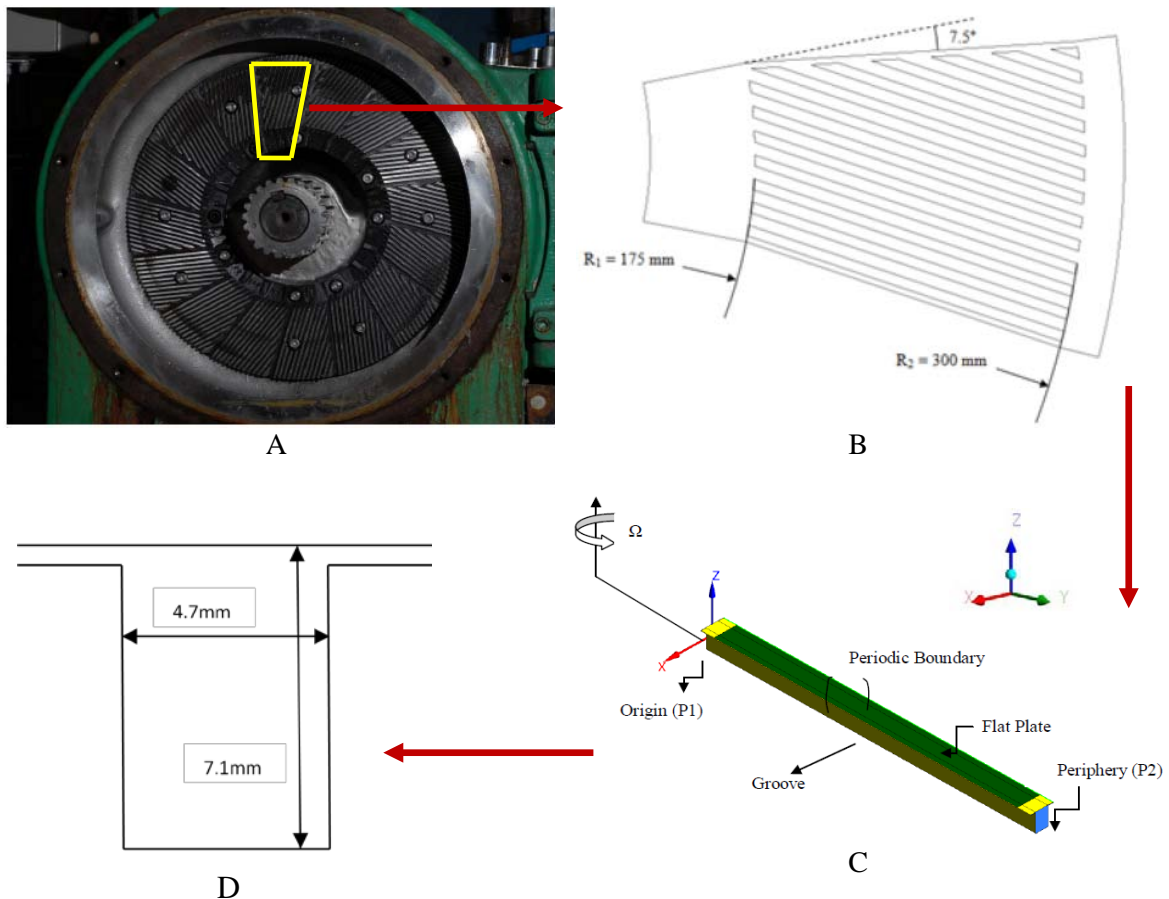 7.5°
R₁ = 175 mm
R₂ = 300 mm
A
B
Ω
Z
X
Y
Z
X
Periodic Boundary
Origin (P1)
Flat Plate
Periphery (P2)
Groove
C
4.7mm
7.1mm
D